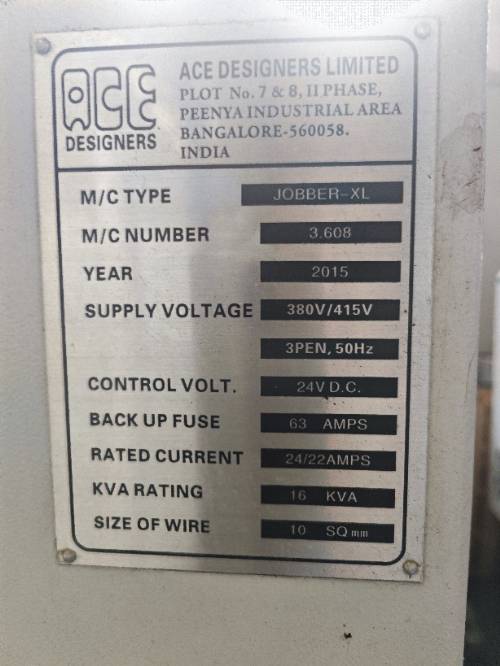 ACE
DESIGNERS
ACE DESIGNERS LIMITED
PLOT No. 7 & 8, II PHASE,
PEENYA INDUSTRIAL AREA
BANGALORE-560058.
INDIA
M/C TYPE JOBBER-XL
M/C NUMBER 3.608
YEAR 2015
SUPPLY VOLTAGE 380V/415V
3PEN, 50Hz
CONTROL VOLT. 24V D.C.
BACK UP FUSE 63 AMPS
RATED CURRENT 24/22AMPS
KVA RATING 16 KVA
SIZE OF WIRE 10 SQ mm